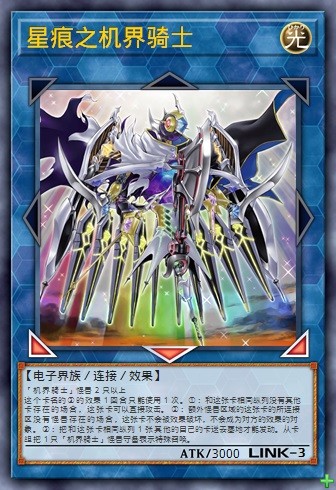 星痕之机界骑士
光
【电子界族／连接／效果】
「机界骑士」怪兽2只以上
这个卡名的③的效果1回合只能使用1次。①：和这张卡相同纵列没有其他
卡存在的场合，这张卡可以直接攻击。②：额外怪兽区域的这张卡的所连接
区没有怪兽存在的场合，这张卡不会被效果破坏，不会成为对方的效果的对
象。③：把和这张卡相同纵列1张其他的自己的卡送去墓地才能发动。从卡
组把1只「机界骑士」怪兽守备表示特殊召唤。
ATK/3000 LINK-3